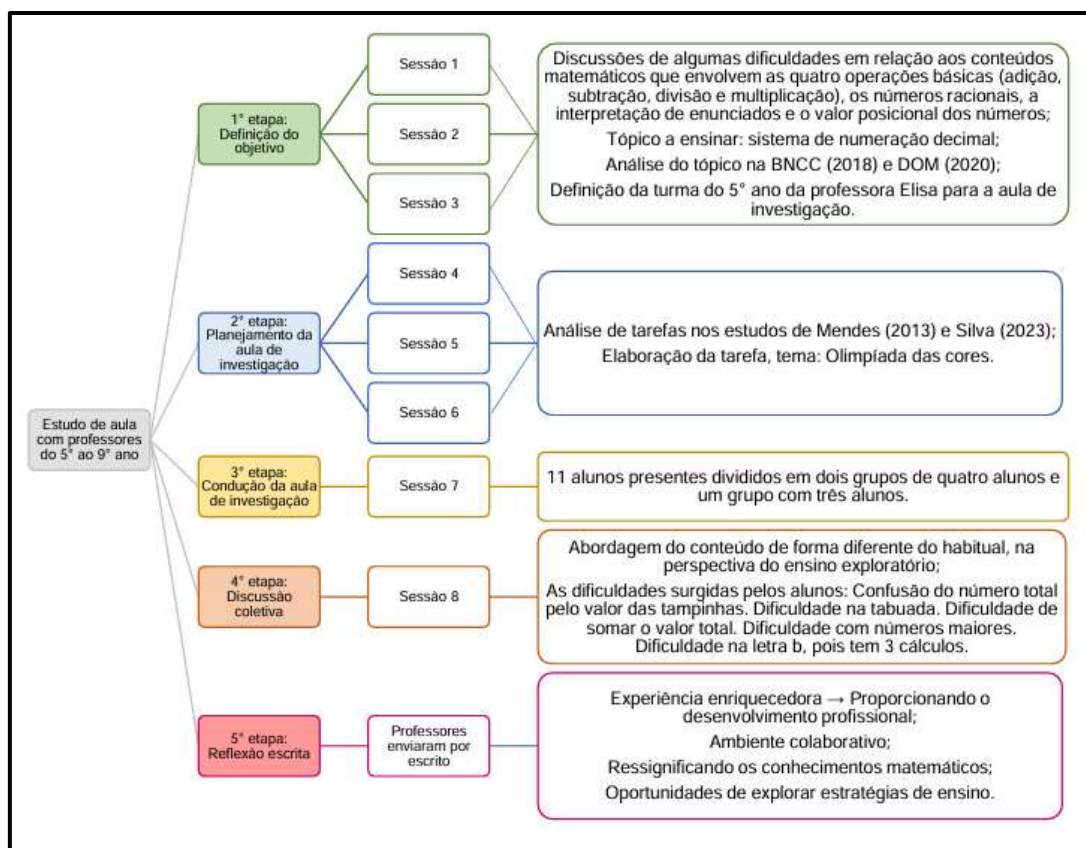 Estudo de aula
com professores
do 5° ao 9° ano
1° etapa:
Definição do
objetivo
Sessão 1
Sessão 2
Sessão 3
Discussões de algumas dificuldades em relação aos conteúdos
matemáticos que envolvem as quatro operações básicas (adição,
subtração, divisão e multiplicação), os números racionais, a
interpretação de enunciados e o valor posicional dos números;
Tópico a ensinar: sistema de numeração decimal;
Análise do tópico na BNCC (2018) e DOM (2020);
Definição da turma do 5° ano da professora Elisa para a aula de
investigação.
2° etapa:
Planejamento da
aula de
investigação
Sessão 4
Sessão 5
Sessão 6
Análise de tarefas nos estudos de Mendes (2013) e Silva (2023);
Elaboração da tarefa, tema: Olimpíada das cores.
3° etapa:
Condução da aula
de investigação
Sessão 7
11 alunos presentes divididos em dois grupos de quatro alunos e
um grupo com três alunos.
4° etapa:
Discussão
coletiva
Sessão 8
Abordagem do conteúdo de forma diferente do habitual, na
perspectiva do ensino exploratório;
As dificuldades surgidas pelos alunos: Confusão do número total
pelo valor das tampinhas. Dificuldade na tabuada. Dificuldade de
somar o valor total. Dificuldade com números maiores.
Dificuldade na letra b, pois tem 3 cálculos.
5° etapa:
Reflexão escrita
Professores
enviaram por
escrito
Experiência enriquecedora → Proporcionando o
desenvolvimento profissional;
Ambiente colaborativo;
Ressignificando os conhecimentos matemáticos;
Oportunidades de explorar estratégias de ensino.